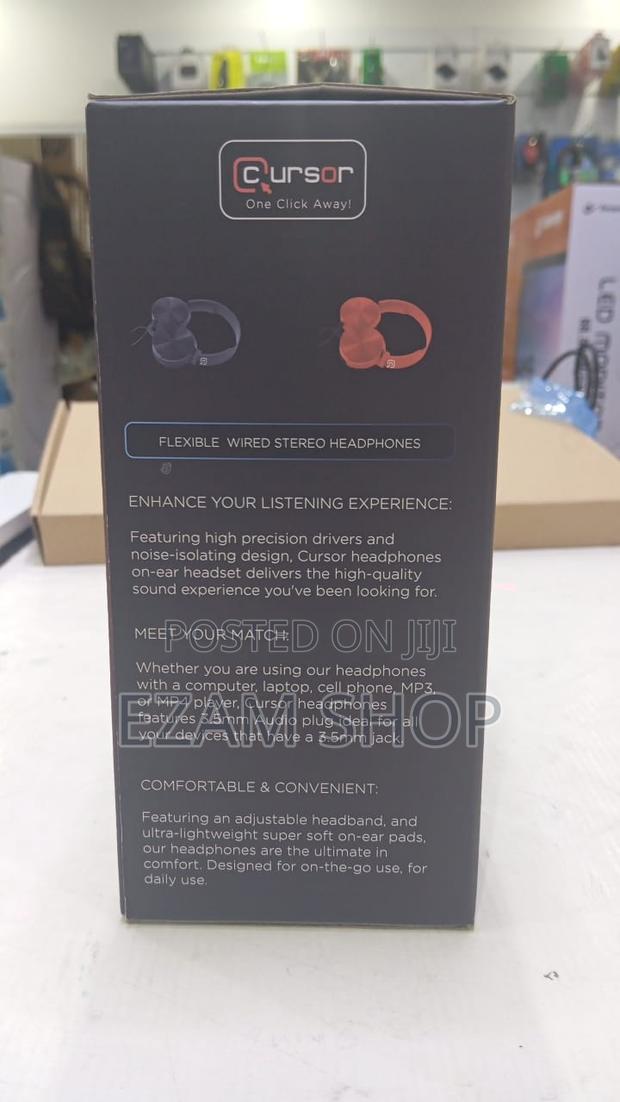 cursor
One Click Away!
FLEXIBLE WIRED STEREO HEADPHONES
ENHANCE YOUR LISTENING EXPERIENCE:
Featuring high precision drivers and
noise-isolating design, Cursor headphones
on-ear headset delivers the high-quality
sound experience you've been looking for.
MEET YOUR MATCH:
POSTED ON JIJI
Whether you are using our headphones
with a computer, laptop, cell phone, MP3,
or MP4 player, Cursor headphones
EZAM SHOP
features 3.5mm Audio plug ideal for all
your devices that have a 3.5mm jack.
COMFORTABLE & CONVENIENT:
Featuring an adjustable headband, and
ultra-lightweight super soft on-ear pads,
our headphones are the ultimate in
comfort. Designed for on-the-go use, for
daily use.
LED